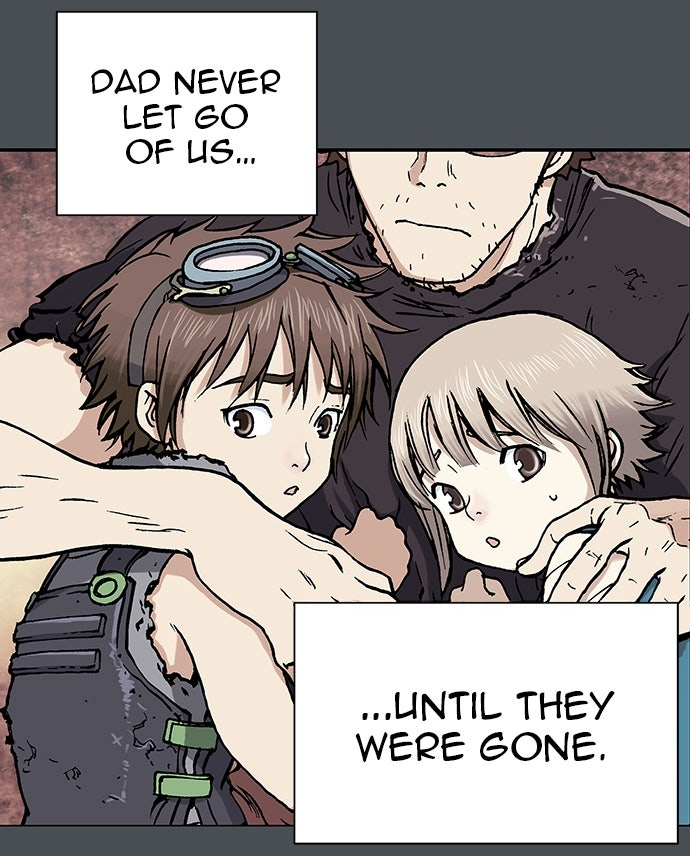 DAD NEVER
LET GO
OF US...
...UNTIL THEY
WERE GONE.